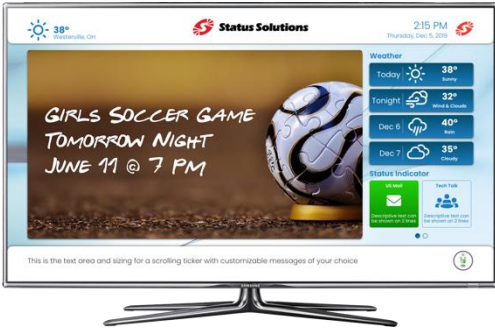 38°
Westerville, OH
Status Solutions
2:15 PM
Thursday, Dec 5, 2019
GIRLS SOCCER GAME
TOMORROW NIGHT
JUNE 11 @ 7 PM
Weather
Today 38° Sunny
Tonight 32° Wind & Clouds
Dec 6 40° Rain
Dec 7 35° Cloudy
Status Indicator
US Mail
Descriptive text can
be shown on 2 lines
Tech Talk
Descriptive text can
be shown on 2 lines
This is the text area and sizing for a scrolling ticker with customizable messages of your choice
SAMSUNG